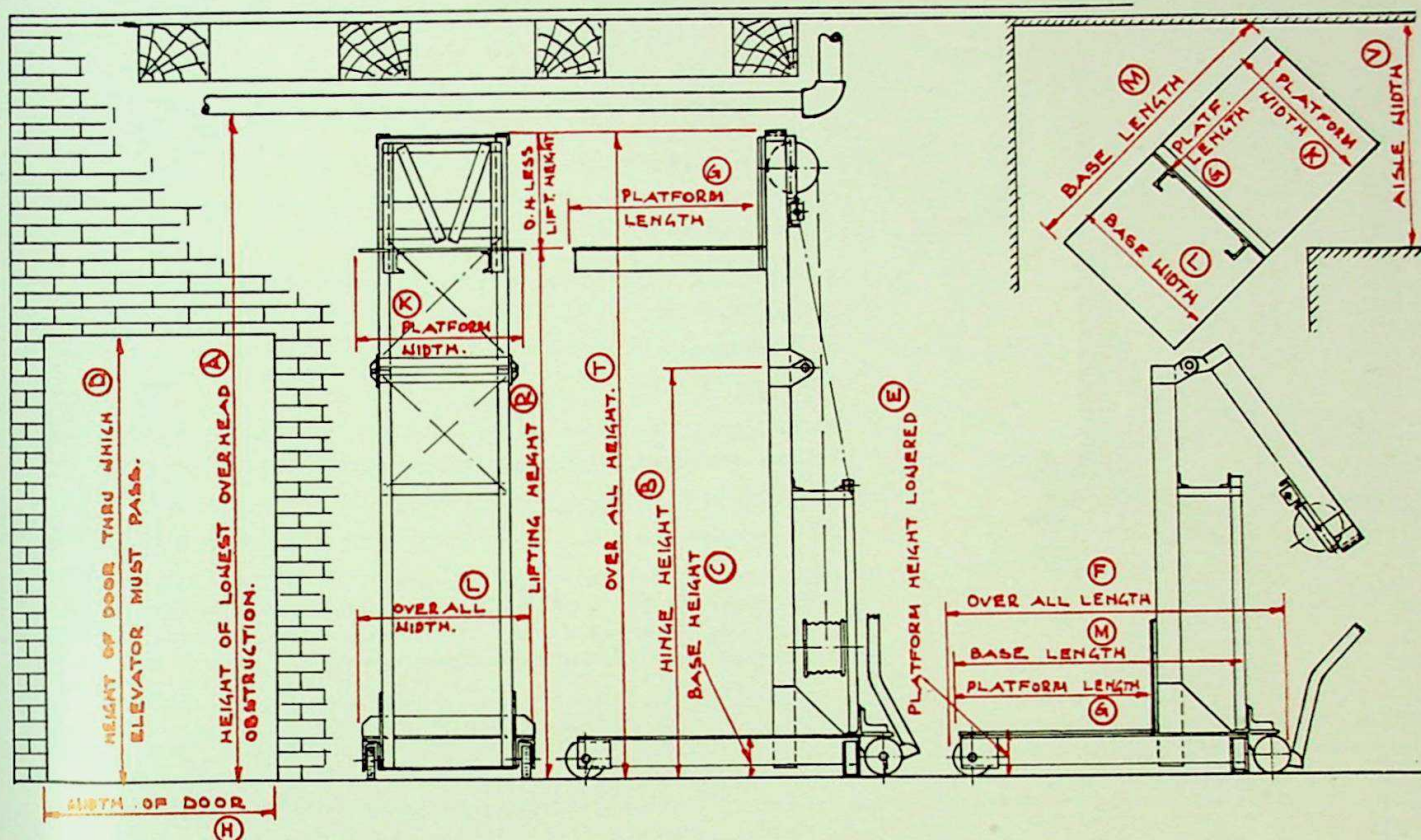 HEIGHT OF DOOR THRU WHICH (D)
ELEVATOR MUST PASS.
WIDTH OF DOOR
(H)
HEIGHT OF LOWEST OVERHEAD (A)
OBSTRUCTION.
(K)
PLATFORM
WIDTH.
(L)
OVER ALL
WIDTH.
O.H LESS
LIFT. HEIGHT
LIFTING HEIGHT (R)
(G)
PLATFORM
LENGTH
OVER ALL HEIGHT. (T)
HINGE HEIGHT (B)
BASE HEIGHT (C)
PLATFORM HEIGHT LOWERED (E)
(F)
OVER ALL LENGTH
(M)
BASE LENGTH
PLATFORM LENGTH
(G)
BASE LENGTH (M)
PLATF.
LENGTH
(G)
PLATFORM
WIDTH (K)
BASE WIDTH
(L)
AISLE WIDTH (V)